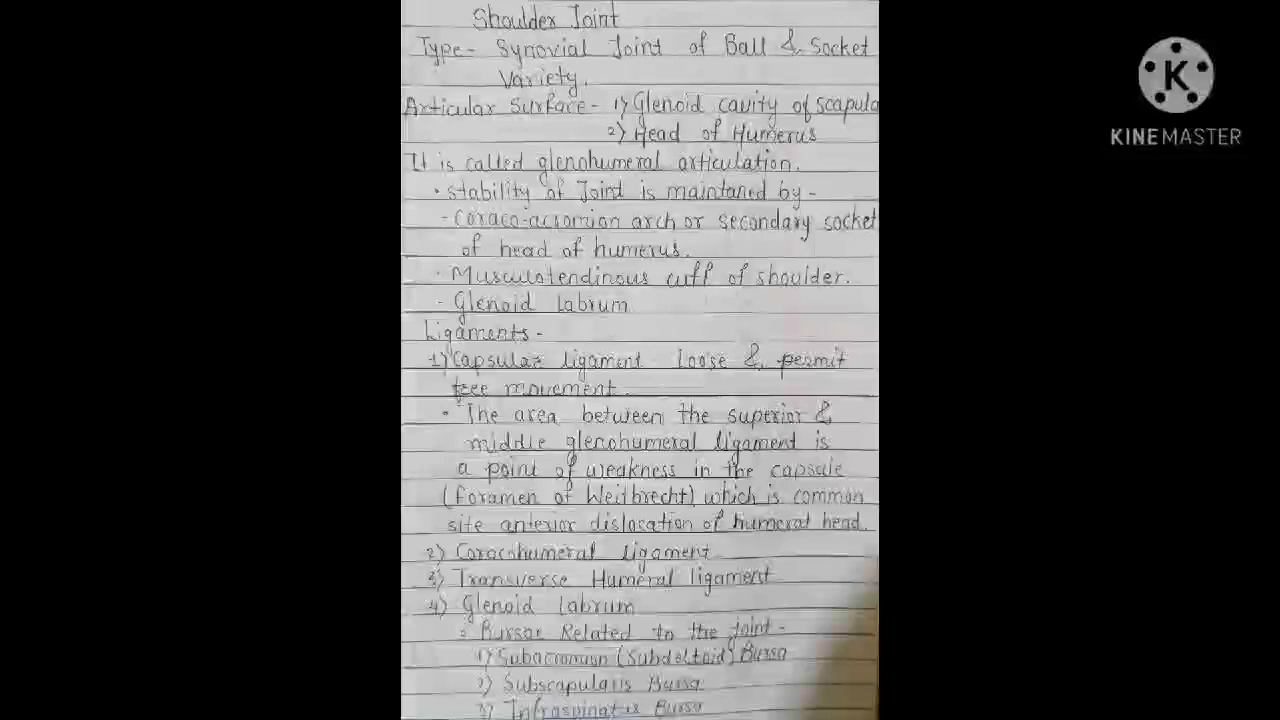 Shoulder Joint
Type- Synovial Joint of Ball & Socket
Variety.
Articular Surface- 1) Glenoid cavity of scapula
2) Head of Humerus
It is called glenohumeral articulation.
• Stability of Joint is maintaned by -
- coraco-acromion arch or secondary socket
of head of humerus.
- Musculotendinous cuff of shoulder.
- Glenoid Labrum
Ligaments -
1) Capsular ligament Loose & permit
free movement.
• The area between the superior &
middle glenohumeral ligament is
a point of weakness in the capsule
(foramen of Weitbrecht) which is common
site anterior dislocation of humeral head.
2) Coracohumeral ligament
3) Transverse Humeral ligament
4) Glenoid Labrum
Bursae Related to the joint -
1) Subacromion (Subdeltoid) Bursa
2) Subscapularis Bursa
3) Infraspinatus Bursa
K
KINEMASTER